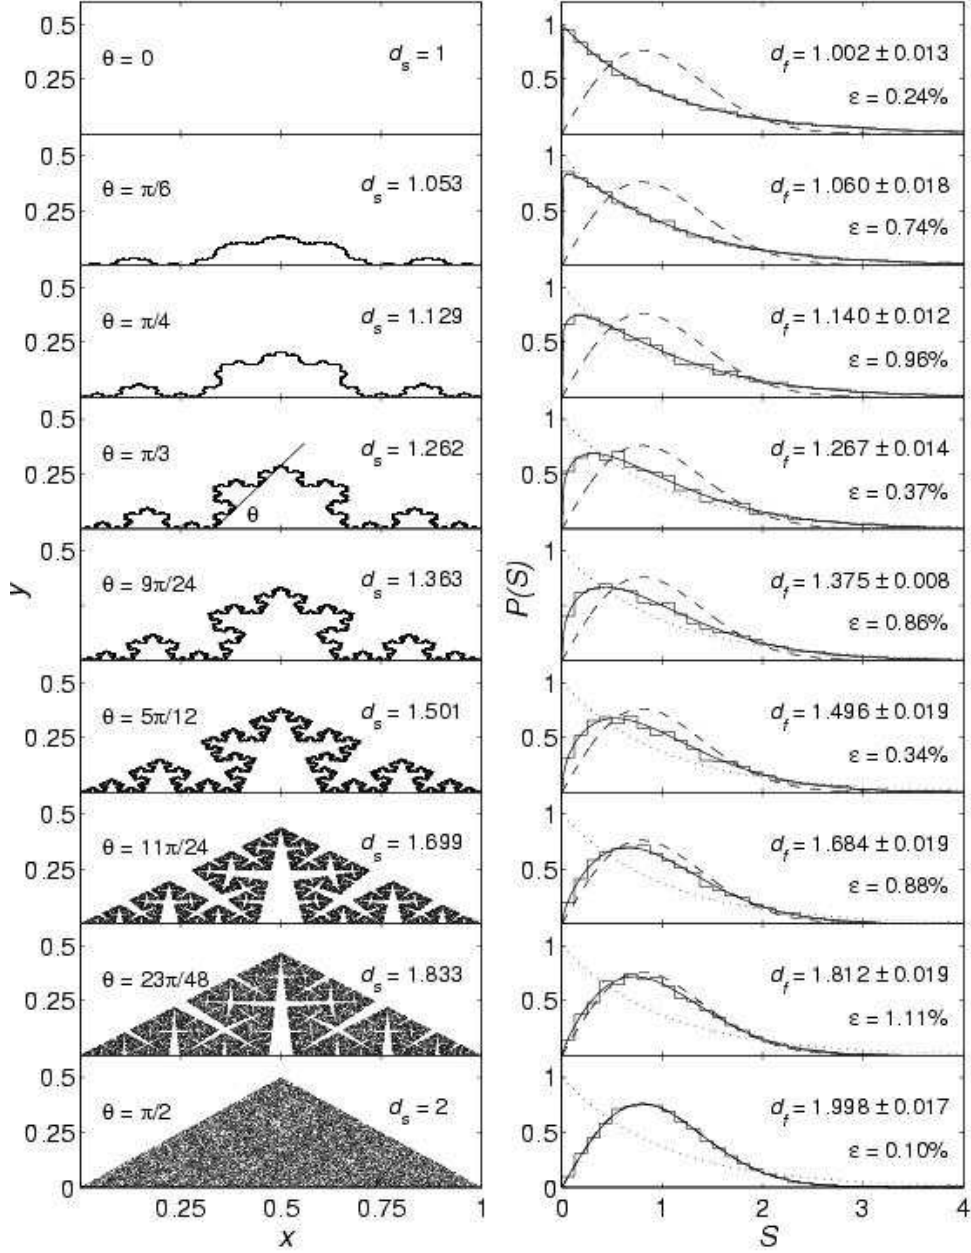 0.5
0.25
θ = 0
d_s = 1
1
0.5
d_f = 1.002 ± 0.013
ε = 0.24%
0.5
0.25
θ = π/6
d_s = 1.053
1
0.5
d_f = 1.060 ± 0.018
ε = 0.74%
0.5
0.25
θ = π/4
d_s = 1.129
1
0.5
d_f = 1.140 ± 0.012
ε = 0.96%
0.5
0.25
θ = π/3
d_s = 1.262
θ
1
0.5
d_f = 1.267 ± 0.014
ε = 0.37%
y
0.5
0.25
θ = 9π/24
d_s = 1.363
P(S)
1
0.5
d_f = 1.375 ± 0.008
ε = 0.86%
0.5
0.25
θ = 5π/12
d_s = 1.501
1
0.5
d_f = 1.496 ± 0.019
ε = 0.34%
0.5
0.25
θ = 11π/24
d_s = 1.699
1
0.5
d_f = 1.684 ± 0.019
ε = 0.88%
0.5
0.25
θ = 23π/48
d_s = 1.833
1
0.5
d_f = 1.812 ± 0.019
ε = 1.11%
0.5
0.25
0
θ = π/2
d_s = 2
1
0.5
0
d_f = 1.998 ± 0.017
ε = 0.10%
0.25 0.5 0.75 1
x
0 1 2 3 4
S